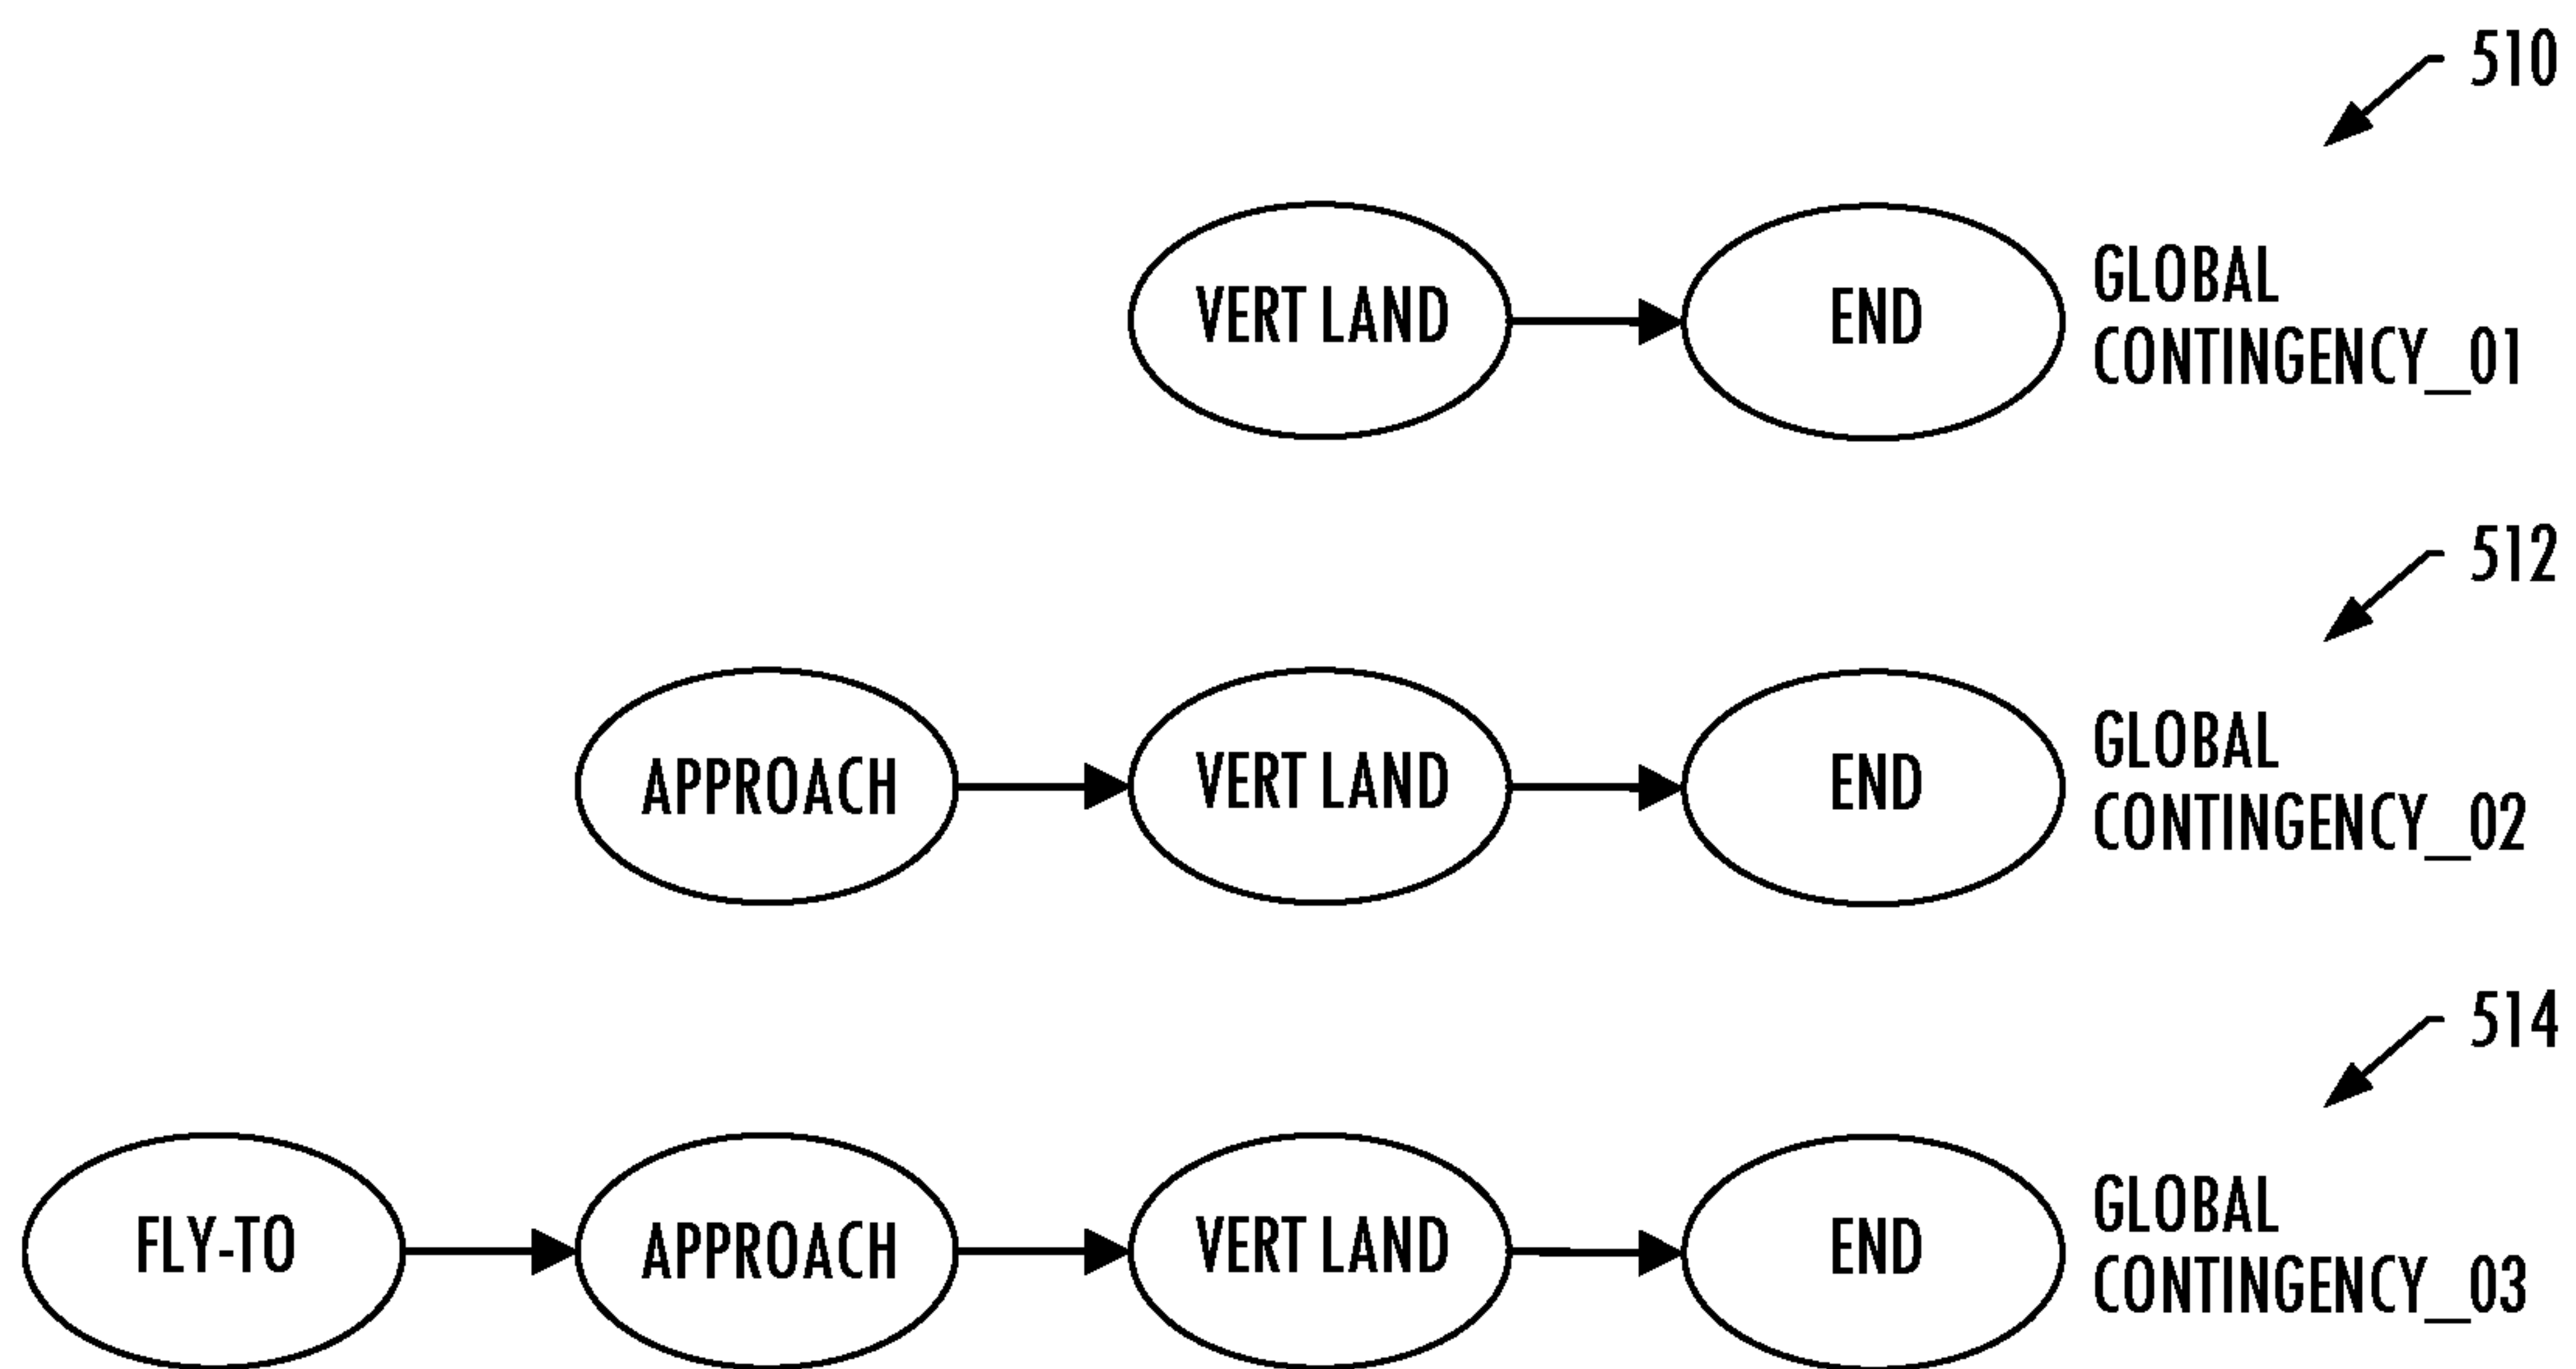 510
VERT LAND
END
GLOBAL
CONTINGENCY_01
512
APPROACH
VERT LAND
END
GLOBAL
CONTINGENCY_02
514
FLY-TO
APPROACH
VERT LAND
END
GLOBAL
CONTINGENCY_03